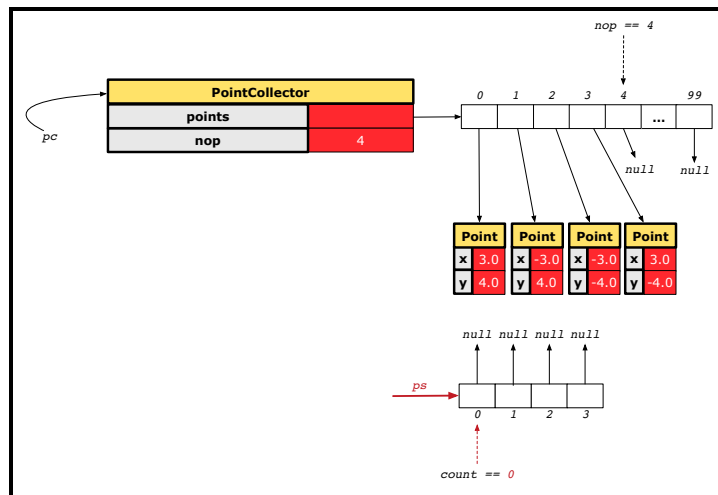 nop == 4
PointCollector
points
nop 4
pc
0 1 2 3 4 99
...
null null
Point Point Point Point
x 3.0 x -3.0 x -3.0 x 3.0
y 4.0 y 4.0 y -4.0 y -4.0
null null null null
ps
0 1 2 3
count == 0